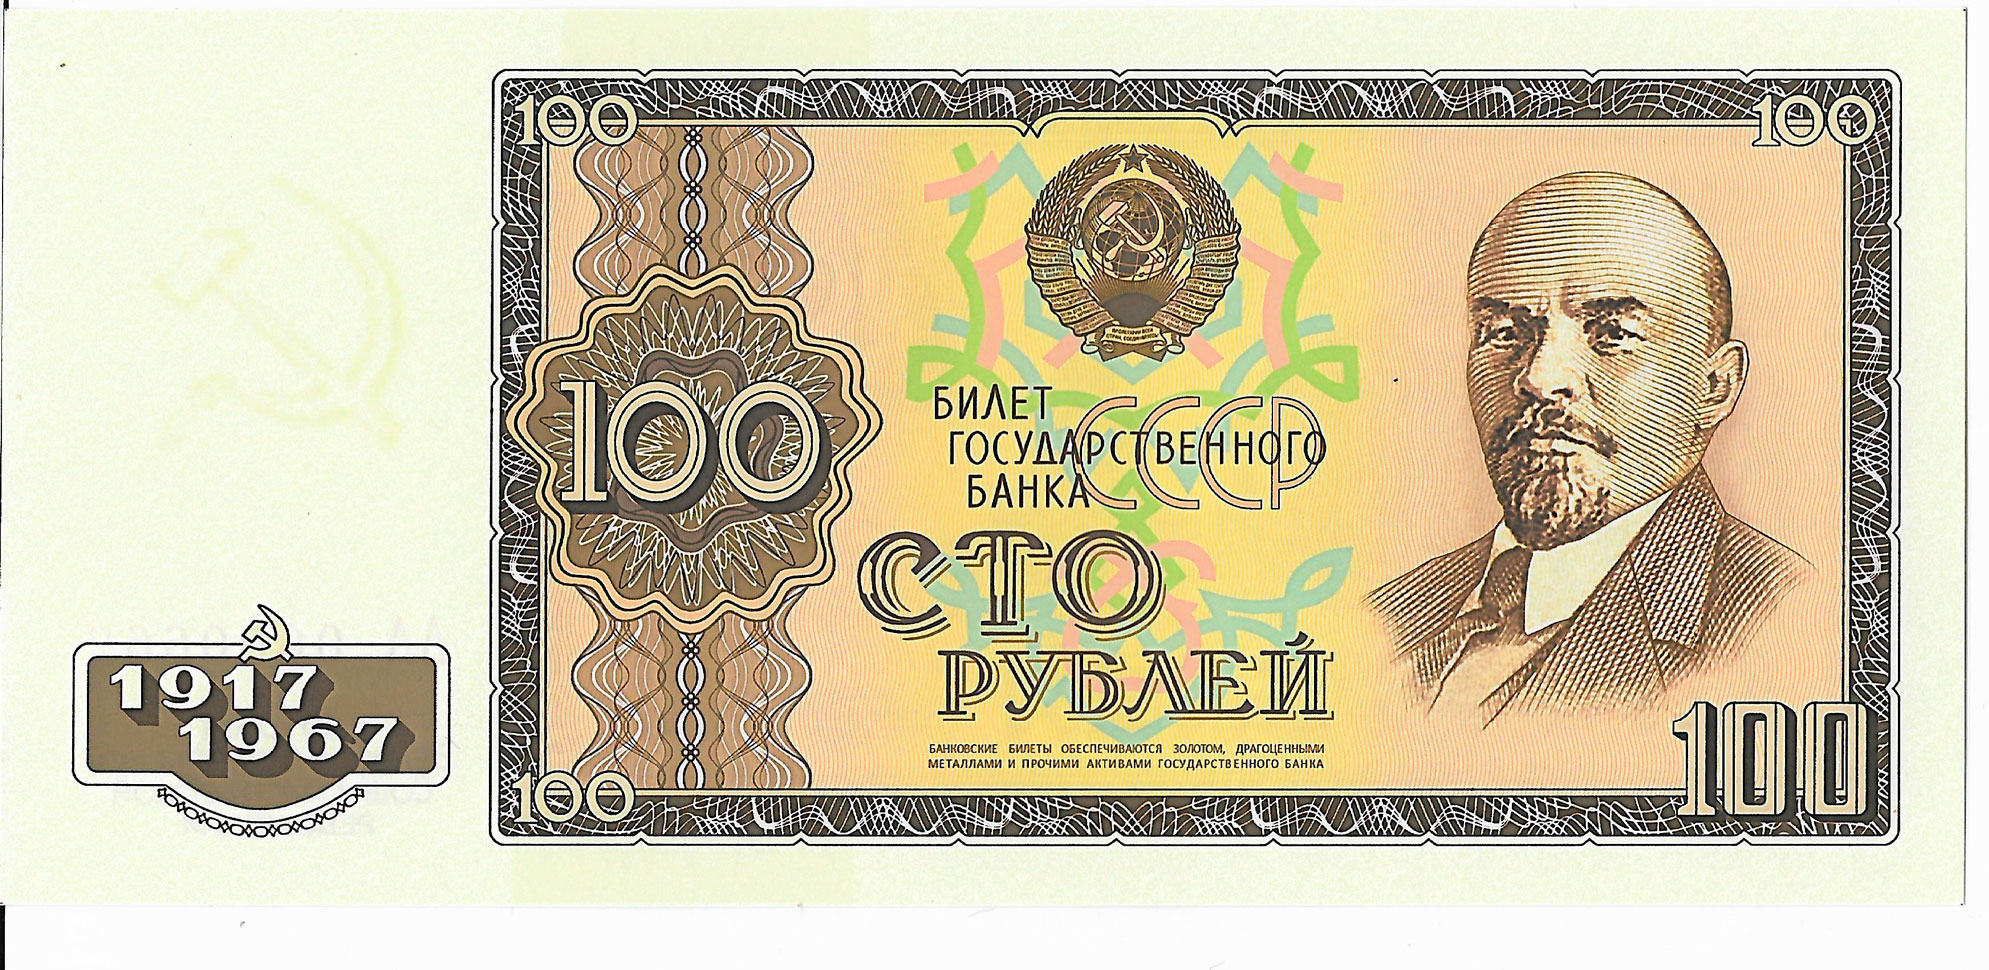 100
100
БИЛЕТ
ГОСУДАРСТВЕННОГО
БАНКА СССР
100
СТО
РУБЛЕЙ
1917
1967
БАНКОВСКИЕ БИЛЕТЫ ОБЕСПЕЧИВАЮТСЯ ЗОЛОТОМ, ДРАГОЦЕННЫМИ
МЕТАЛЛАМИ И ПРОЧИМИ АКТИВАМИ ГОСУДАРСТВЕННОГО БАНКА
100
100